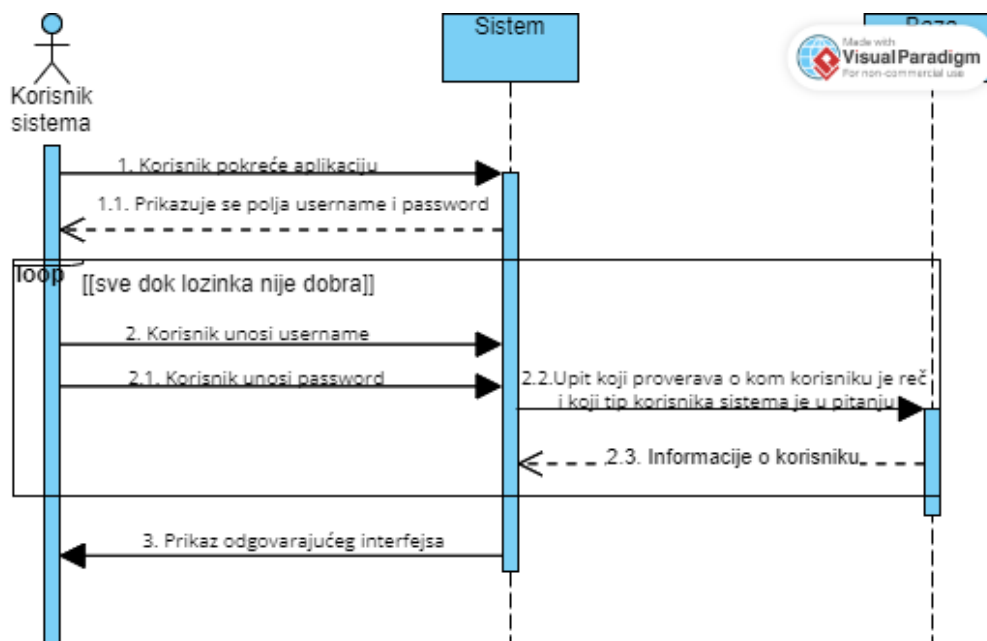 Sistem
Made with
Visual Paradigm
For non-commercial use
Korisnik
sistema
1. Korisnik pokreće aplikaciju
1.1. Prikazuje se polja username i password
loop
[[sve dok lozinka nije dobra]]
2. Korisnik unosi username
2.1. Korisnik unosi password
2.2.Upit koji proverava o kom korisniku je reč
i koji tip korisnika sistema je u pitanju
2.3. Informacije o korisniku
3. Prikaz odgovarajućeg interfejsa